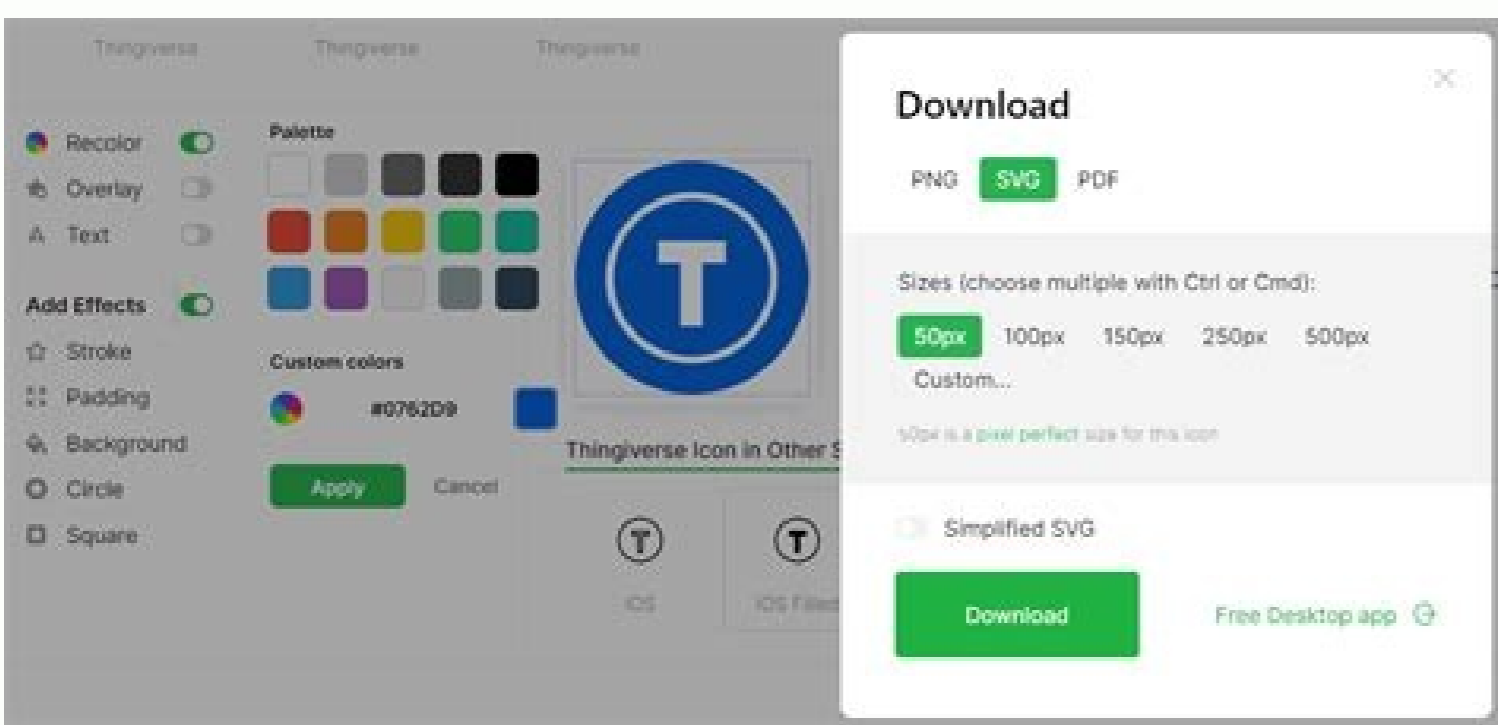 Thingiverse Thingiverse Thingiverse
Recolor
Overlay
Text
Add Effects
Stroke
Padding
Background
Circle
Square
Palette
Custom colors
#0762D9
Apply Cancel
T
Thingiverse Icon in Other S
T T
iOS iOS Filled
Download
PNG SVG PDF
Sizes (choose multiple with Ctrl or Cmd):
50px 100px 150px 250px 500px
Custom...
50px is a pixel perfect size for this icon
Simplified SVG
Download Free Desktop app